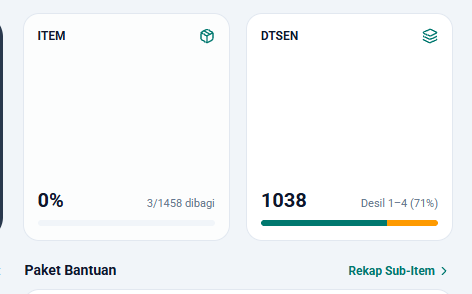 ITEM
DTSEN
0%
3/1458 dibagi
1038
Desil 1–4 (71%)
Paket Bantuan
Rekap Sub-Item